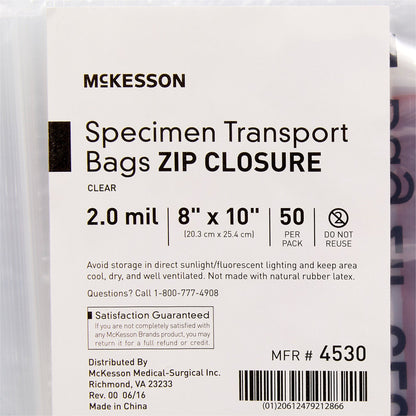 McKESSON
Specimen Transport
Bags ZIP CLOSURE
CLEAR
2.0 mil
8" x 10"
(20.3 cm x 25.4 cm)
50
PER
PACK
DO NOT
REUSE
Avoid storage in direct sunlight/fluorescent lighting and keep area
cool, dry, and well ventilated. Not made with natural rubber latex.
Questions? Call 1-800-777-4908
Satisfaction Guaranteed
If you are not completely satisfied with
any McKesson Brands product, you may
return it for a full refund or credit.
Distributed By
McKesson Medical-Surgical Inc.
Richmond, VA 23233
Rev. 00 06/16
Made in China
MFR # 4530
(01)20612479212866